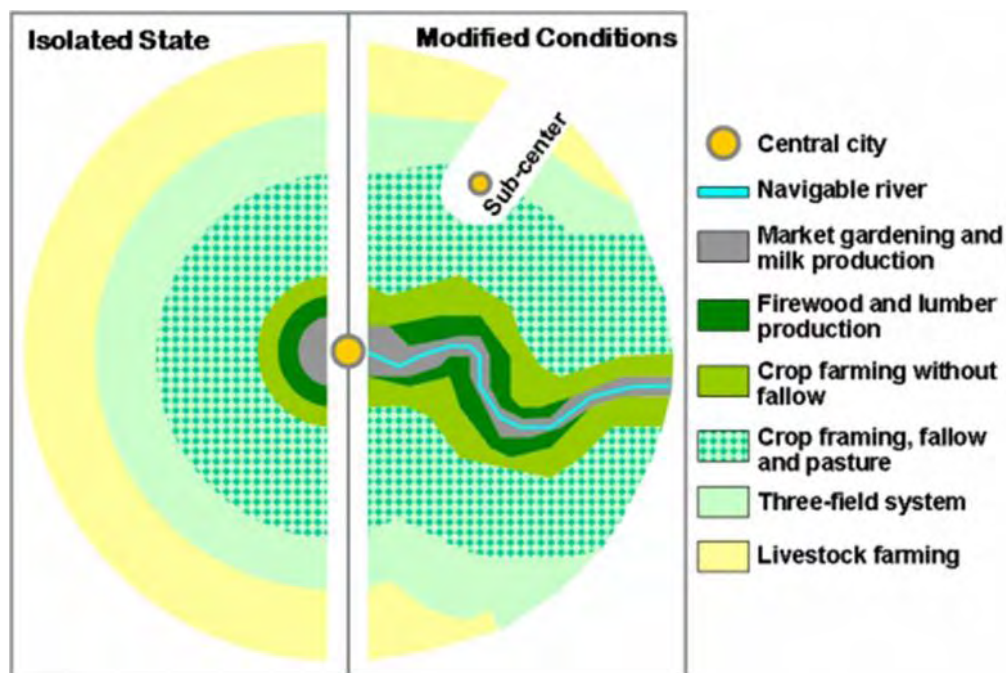 Isolated State
Modified Conditions
Sub-center
Central city
Navigable river
Market gardening and
milk production
Firewood and lumber
production
Crop farming without
fallow
Crop framing, fallow
and pasture
Three-field system
Livestock farming